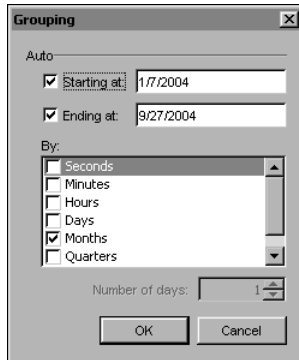 Grouping
Auto
Starting at: 1/7/2004
Ending at: 9/27/2004
By:
Seconds
Minutes
Hours
Days
Months
Quarters
Number of days: 1
OK Cancel